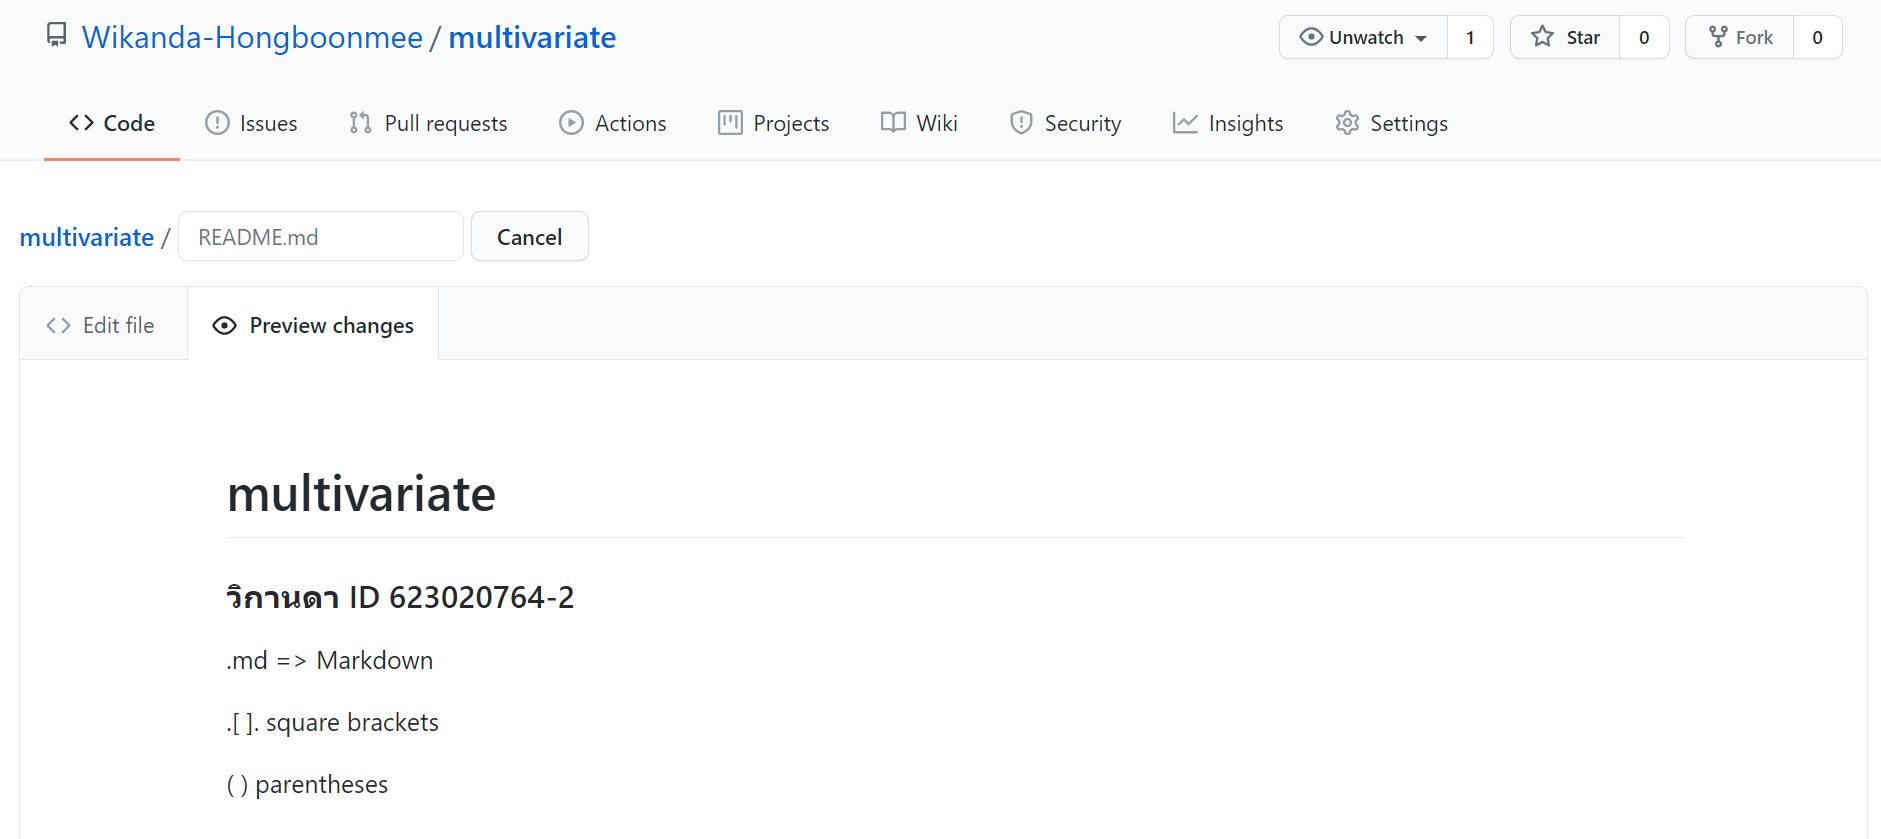 Wikanda-Hongboonmee / multivariate
Unwatch 1 Star 0 Fork 0
Code Issues Pull requests Actions Projects Wiki Security Insights Settings
multivariate / README.md Cancel
Edit file Preview changes
multivariate
วิกานดา ID 623020764-2
.md => Markdown
.[ ]. square brackets
( ) parentheses